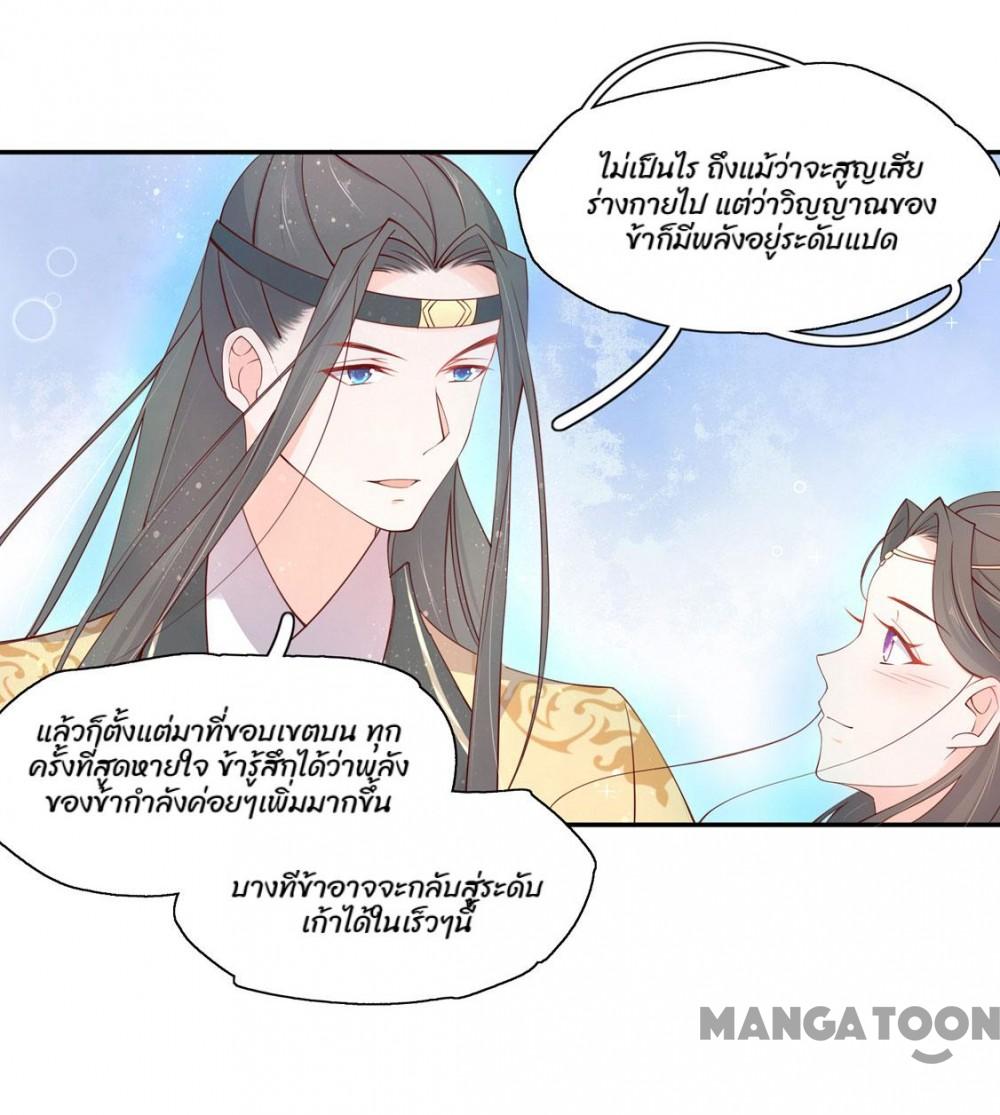 ไม่เป็นไร ถึงแม้ว่าจะสูญเสีย
ร่างกายไป แต่ว่าวิญญาณของ
ข้าก็มีพลังอยู่ระดับแปด
แล้วก็ตั้งแต่มาที่ขอบเขตบน ทุก
ครั้งที่สูดหายใจ ข้ารู้สึกได้ว่าพลัง
ของข้ากำลังค่อยๆเพิ่มมากขึ้น
บางทีข้าอาจจะกลับสู่ระดับ
เก้าได้ในเร็วๆนี้
MANGATOON